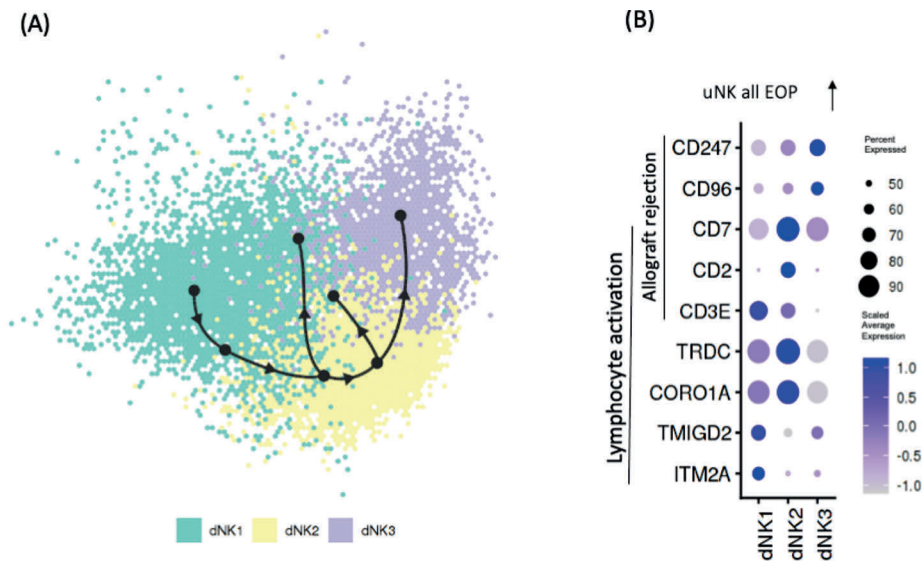 (A)
dNK1 dNK2 dNK3
(B)
uNK all EOP
Lymphocyte activation
Allograft rejection
CD247
CD96
CD7
CD2
CD3E
TRDC
CORO1A
TMIGD2
ITM2A
dNK1
dNK2
dNK3
Percent
Expressed
50
60
70
80
90
Scaled
Average
Expression
1.0
0.5
0.0
-0.5
-1.0